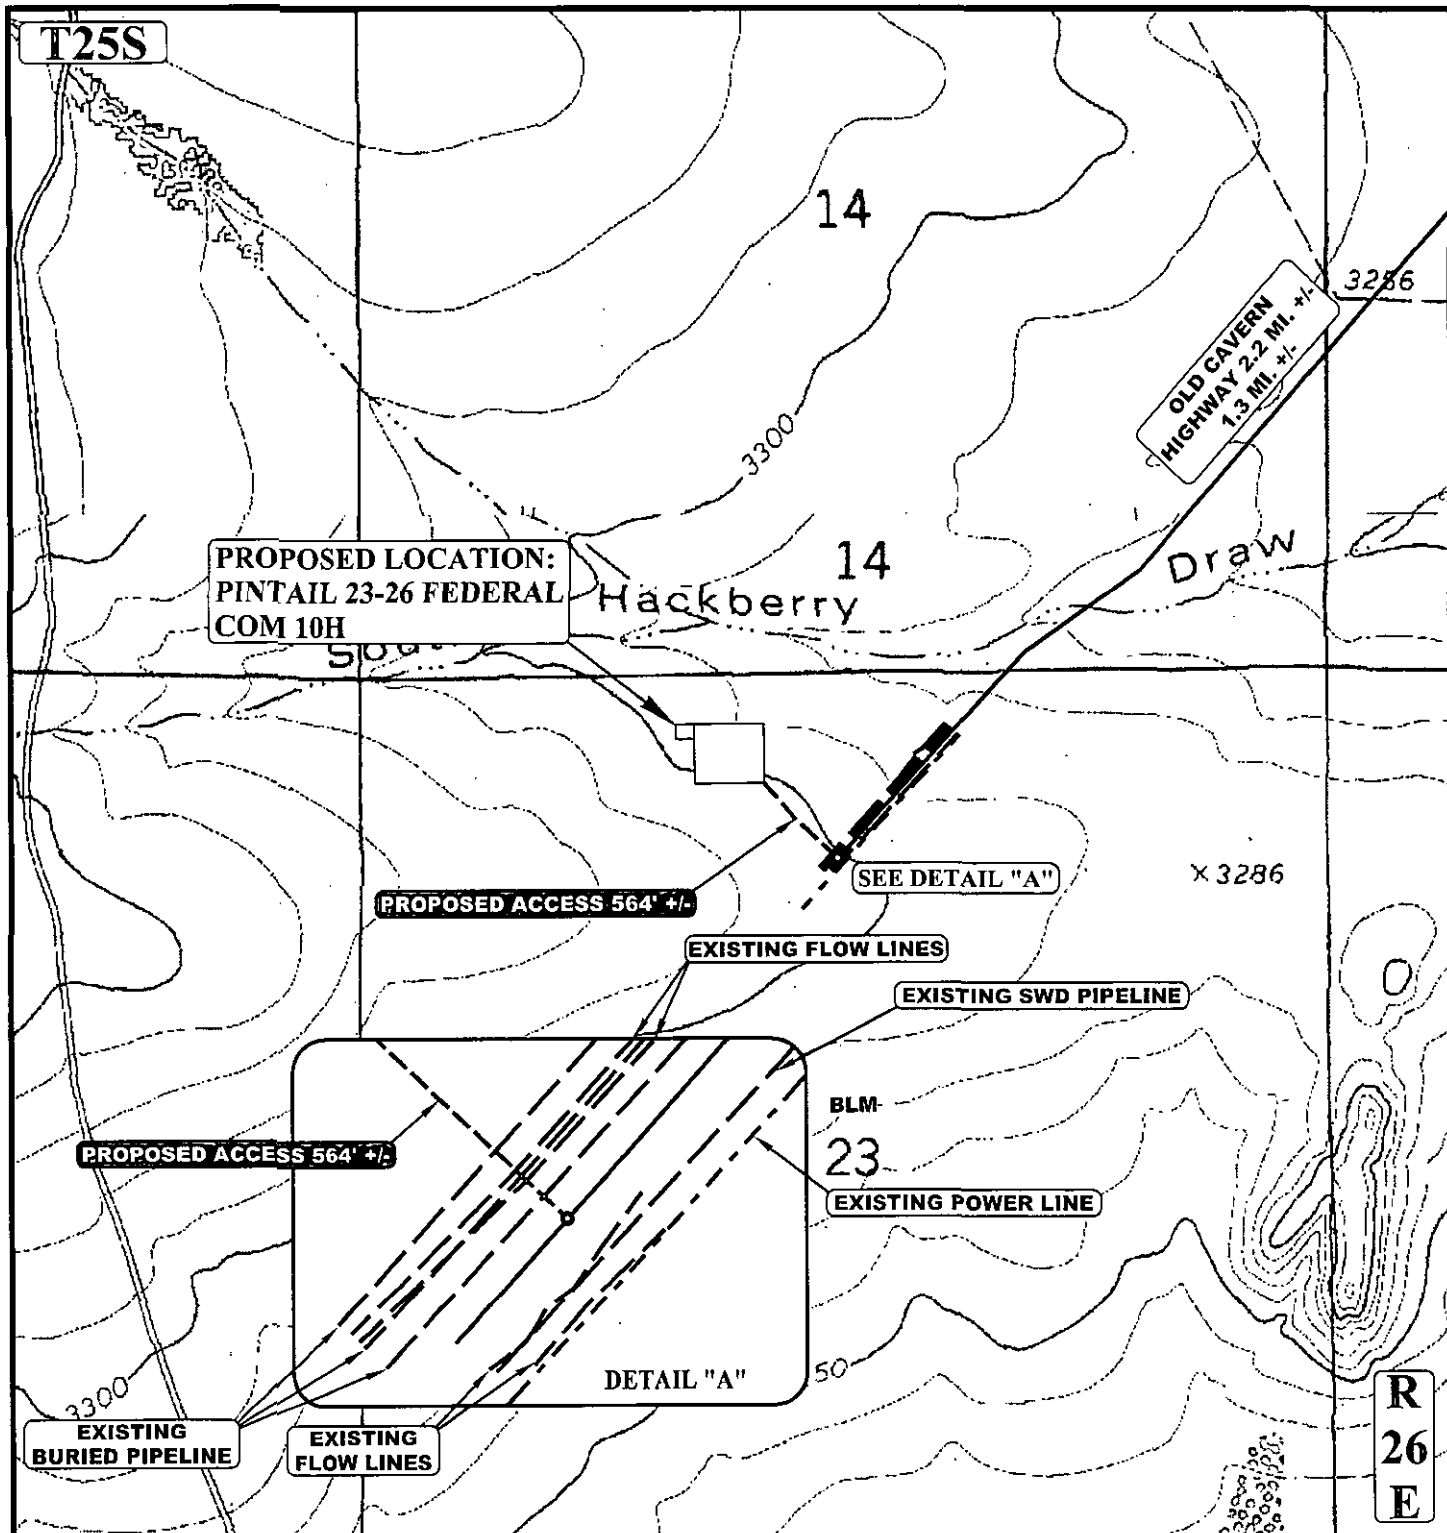 T25S
14
3286
OLD CAVERN
HIGHWAY 2.2 MI. +/-
1.3 MI. +/-
3300
14
Draw
PROPOSED LOCATION:
PINTAIL 23-26 FEDERAL
COM 10H
Hackberry
SEE DETAIL "A"
× 3286
PROPOSED ACCESS 564' +/-
EXISTING FLOW LINES
EXISTING SWD PIPELINE
BLM
23
PROPOSED ACCESS 564' +/-
EXISTING POWER LINE
DETAIL "A"
50
3300
EXISTING
BURIED PIPELINE
EXISTING
FLOW LINES
R
26
E